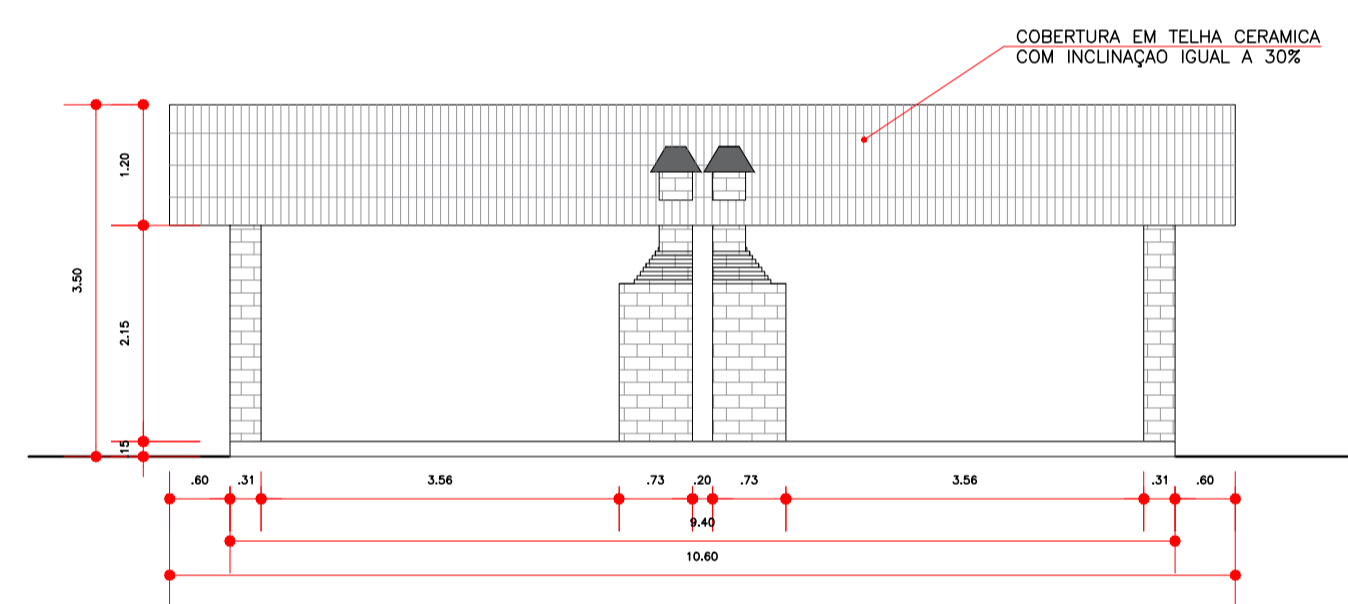 COBERTURA EM TELHA CERAMICA
COM INCLINAÇAO IGUAL A 30%
1.20
3.50
2.15
.15
.60 .31 3.56 .73 .20 .73 3.56 .31 .60
9.40
10.60